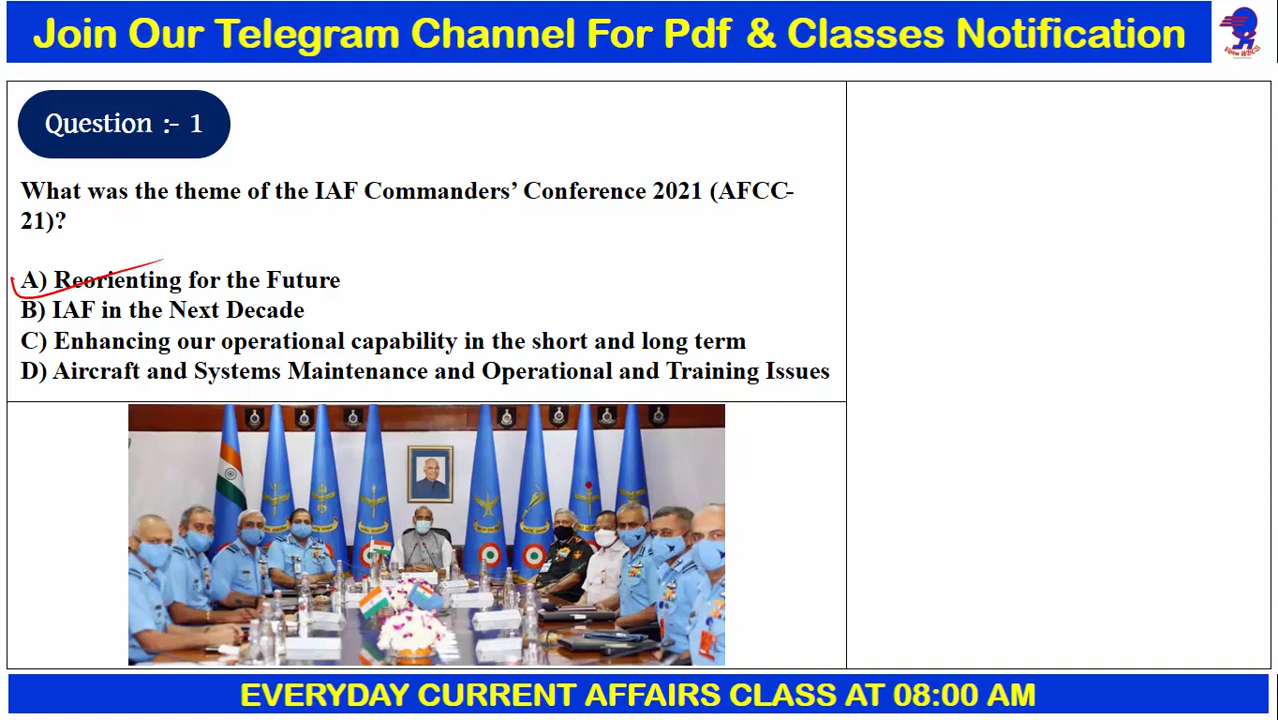 Join Our Telegram Channel For Pdf & Classes Notification
Question :- 1
What was the theme of the IAF Commanders’ Conference 2021 (AFCC-
21)?
A) Reorienting for the Future
B) IAF in the Next Decade
C) Enhancing our operational capability in the short and long term
D) Aircraft and Systems Maintenance and Operational and Training Issues
EVERYDAY CURRENT AFFAIRS CLASS AT 08:00 AM